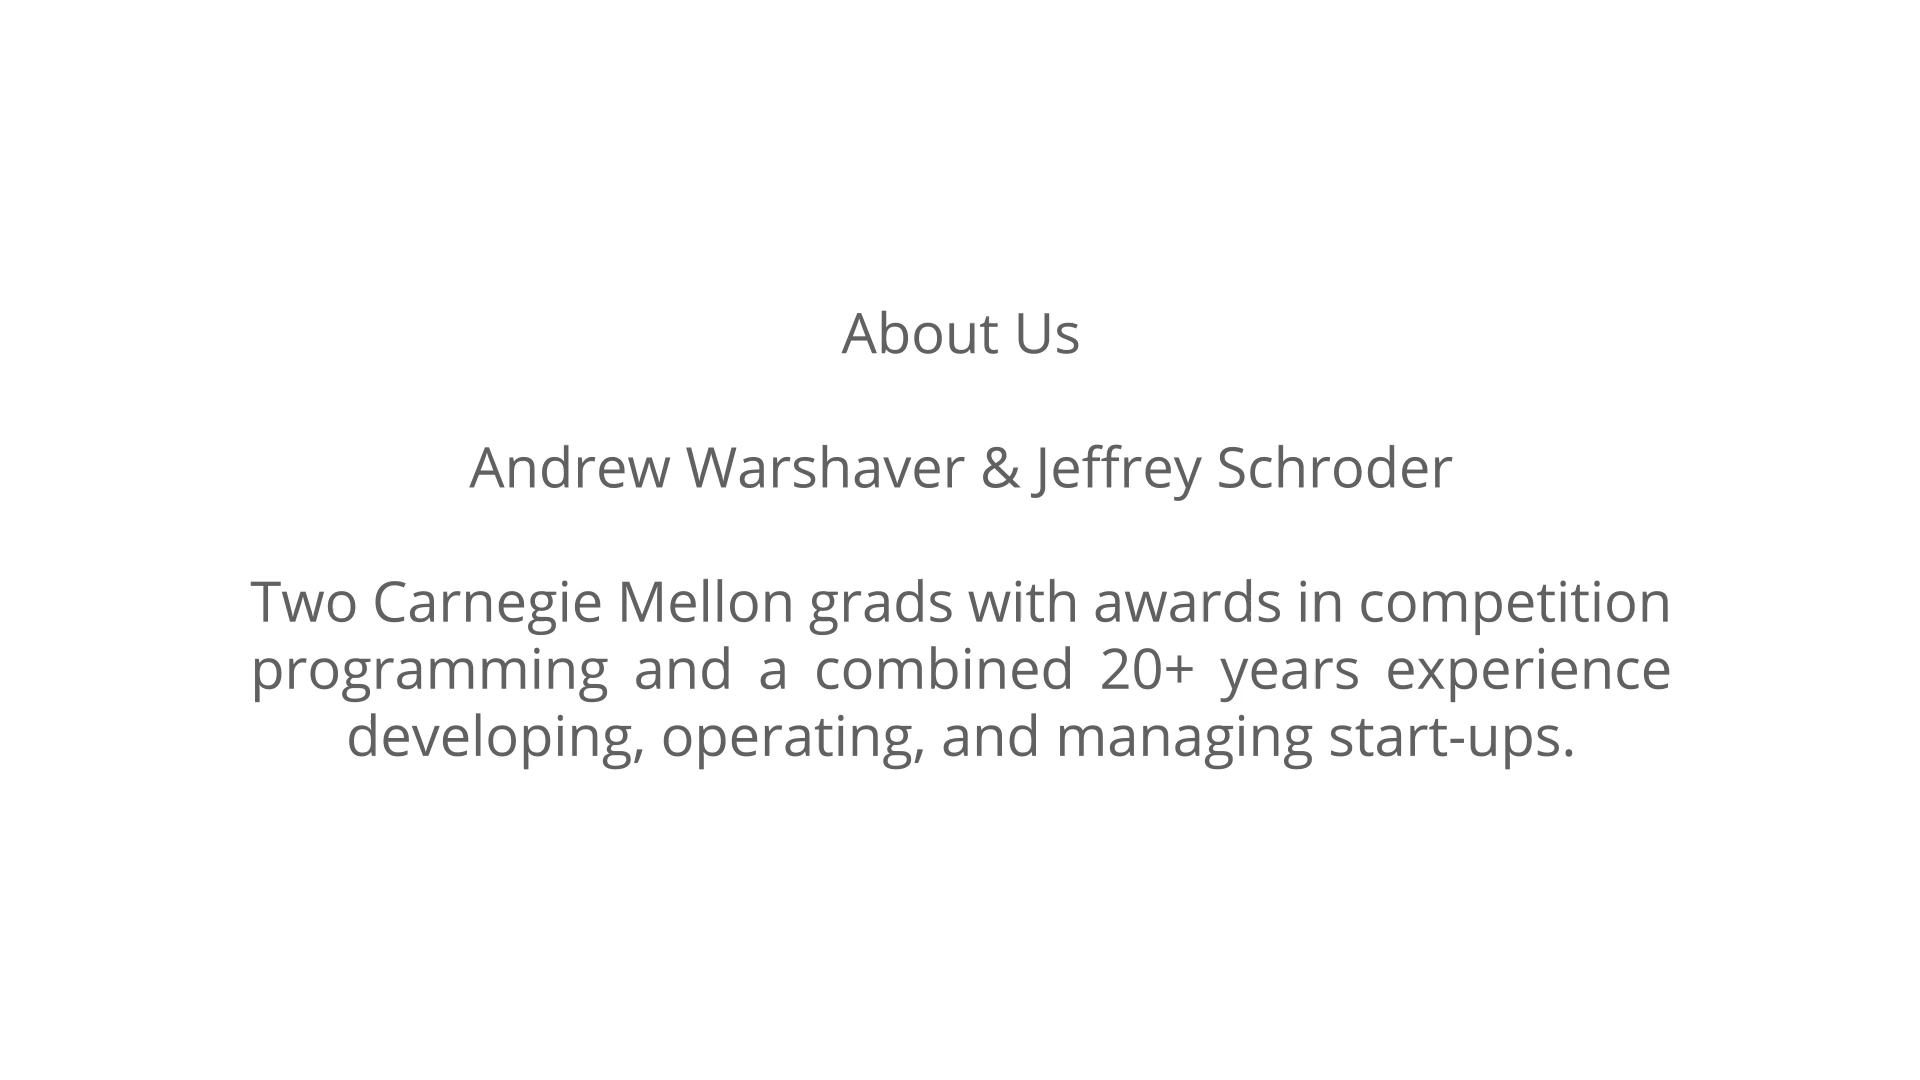 About Us
Andrew Warshaver & Jeffrey Schroder
Two Carnegie Mellon grads with awards in competition
programming and a combined 20+ years experience
developing, operating, and managing start-ups.